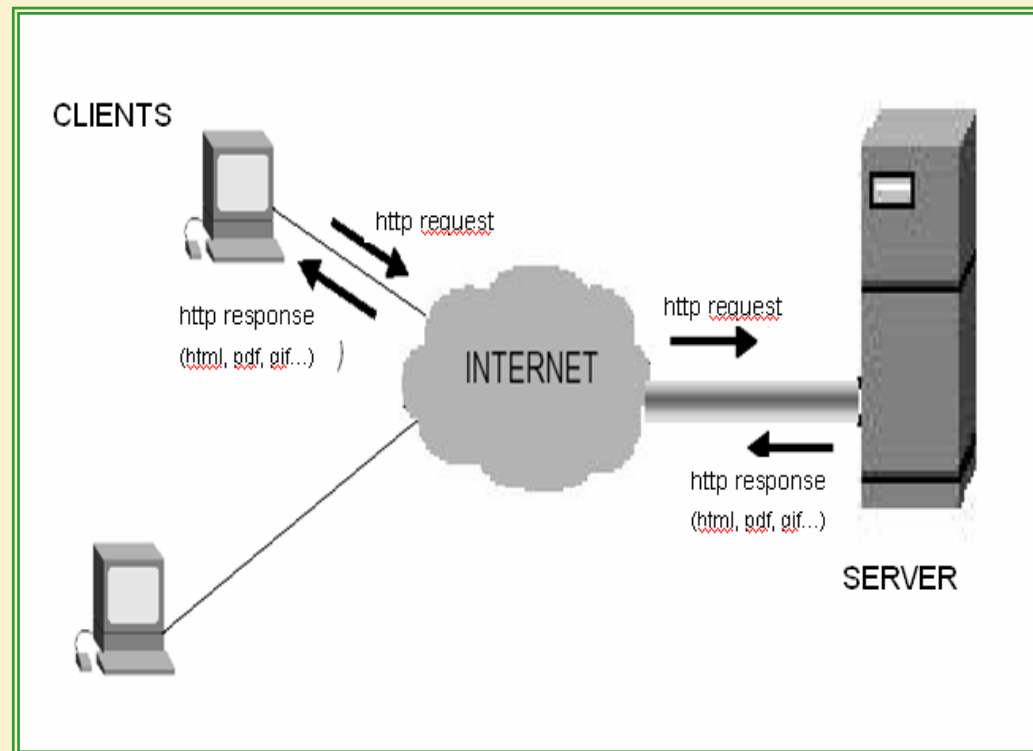 CLIENTS
http request
http response
(html, pdf, gif...) )
INTERNET
http request
http response
(html, pdf, gif...)
SERVER